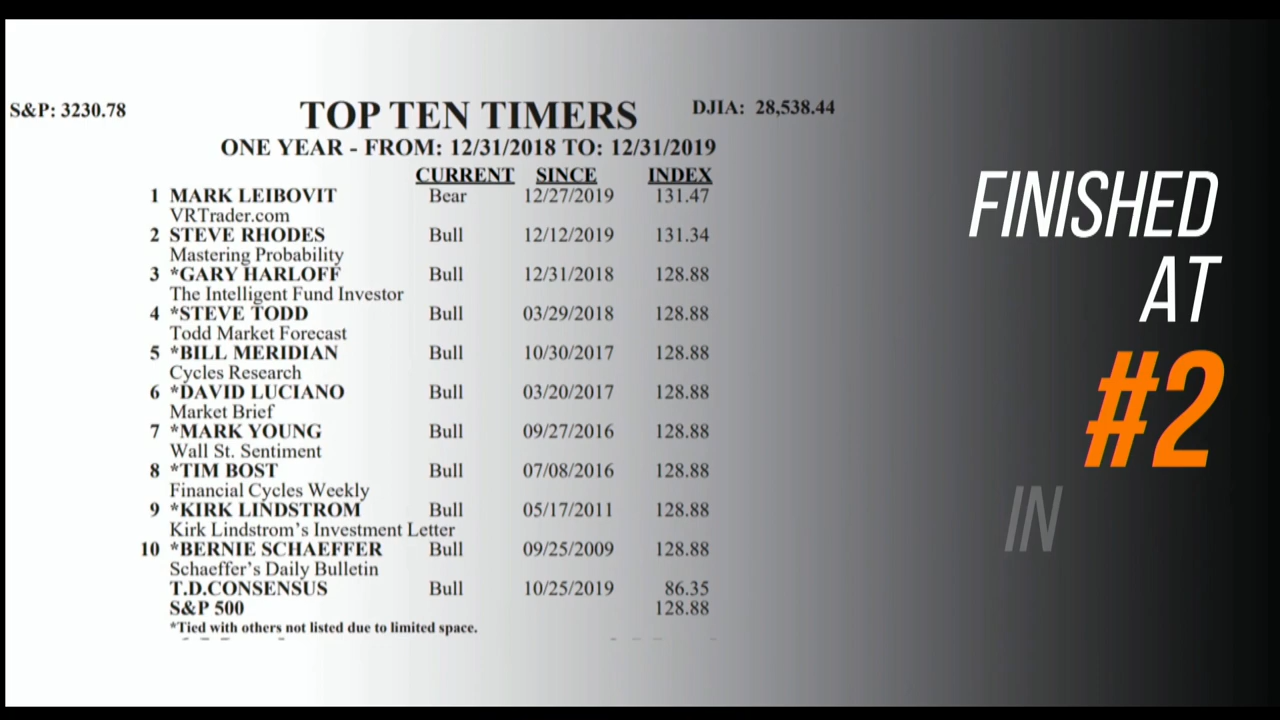 S&P: 3230.78
TOP TEN TIMERS
DJIA: 28,538.44
ONE YEAR - FROM: 12/31/2018 TO: 12/31/2019
CURRENT SINCE INDEX
1 MARK LEIBOVIT Bear 12/27/2019 131.47
VRTrader.com
2 STEVE RHODES Bull 12/12/2019 131.34
Mastering Probability
3 *GARY HARLOFF Bull 12/31/2018 128.88
The Intelligent Fund Investor
4 *STEVE TODD Bull 03/29/2018 128.88
Todd Market Forecast
5 *BILL MERIDIAN Bull 10/30/2017 128.88
Cycles Research
6 *DAVID LUCIANO Bull 03/20/2017 128.88
Market Brief
7 *MARK YOUNG Bull 09/27/2016 128.88
Wall St. Sentiment
8 *TIM BOST Bull 07/08/2016 128.88
Financial Cycles Weekly
9 *KIRK LINDSTROM Bull 05/17/2011 128.88
Kirk Lindstrom's Investment Letter
10 *BERNIE SCHAEFFER Bull 09/25/2009 128.88
Schaeffer's Daily Bulletin
T.D.CONSENSUS Bull 10/25/2019 86.35
S&P 500 128.88
*Tied with others not listed due to limited space.
FINISHED
AT
#2
IN